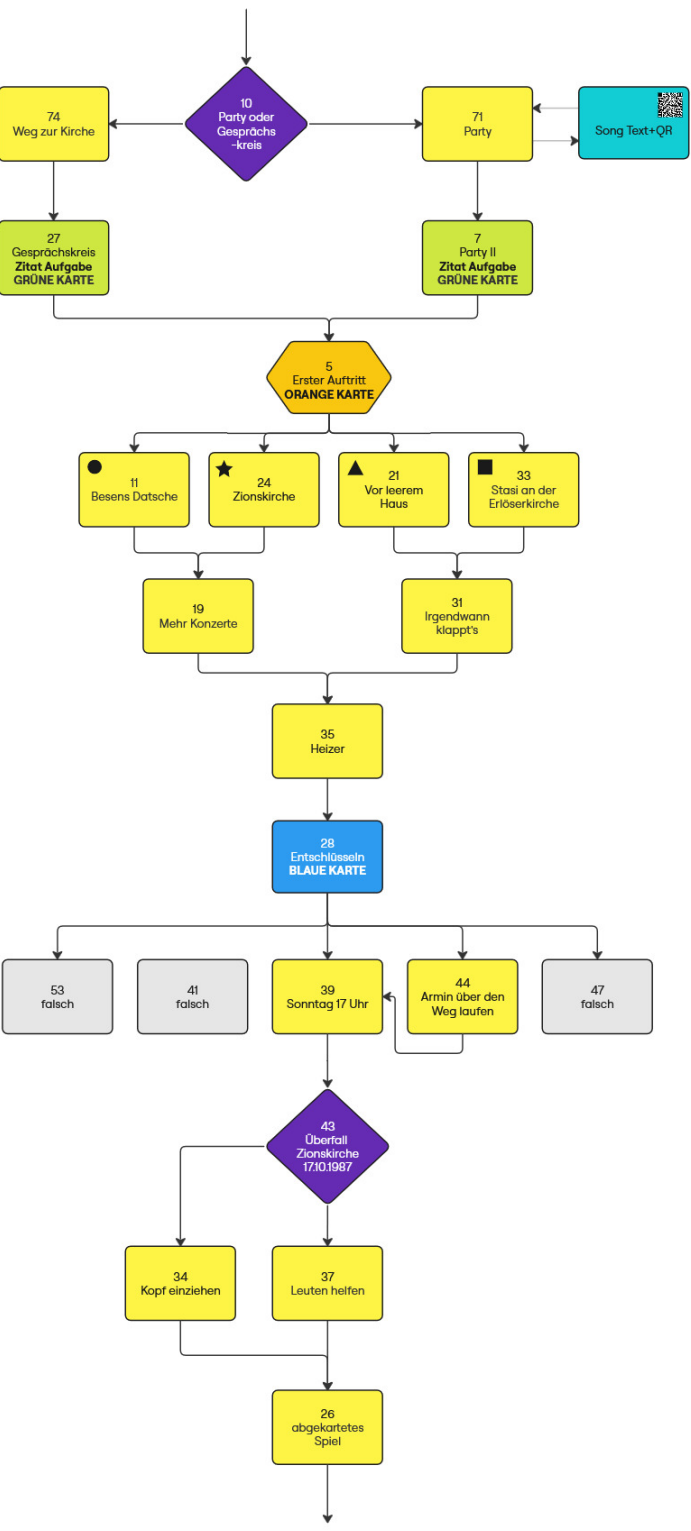 10
Party oder
Gesprächs
-kreis
74
Weg zur Kirche
71
Party
Song Text+QR
27
Gesprächskreis
Zitat Aufgabe
GRÜNE KARTE
7
Party II
Zitat Aufgabe
GRÜNE KARTE
5
Erster Auftritt
ORANGE KARTE
11
Besens Datsche
24
Zionskirche
21
Vor leerem
Haus
33
Stasi an der
Erlöserkirche
19
Mehr Konzerte
31
Irgendwann
klappt's
35
Heizer
28
Entschlüsseln
BLAUE KARTE
53
falsch
41
falsch
39
Sonntag 17 Uhr
44
Armin über den
Weg laufen
47
falsch
43
Überfall
Zionskirche
17.10.1987
34
Kopf einziehen
37
Leuten helfen
26
abgekartetes
Spiel